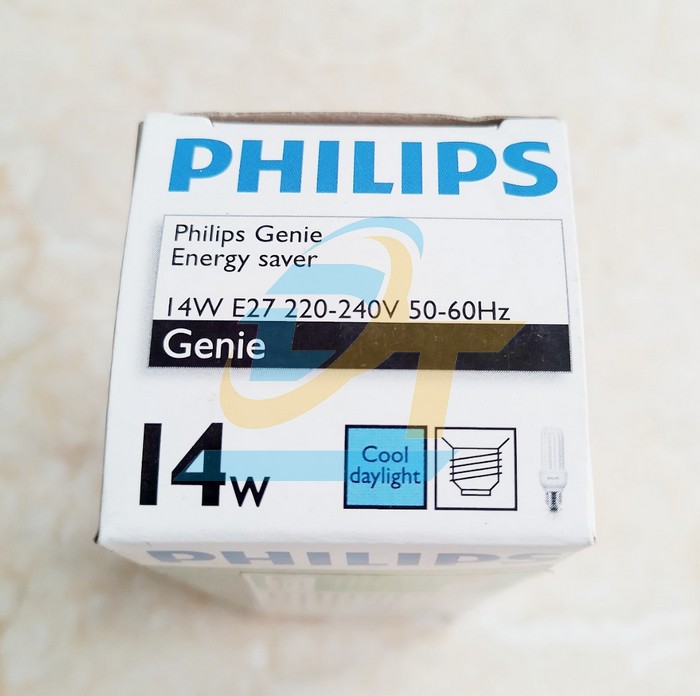 PHILIPS
Philips Genie
Energy saver
14W E27 220-240V 50-60Hz
Genie
14W
Cool
daylight
PHILIPS